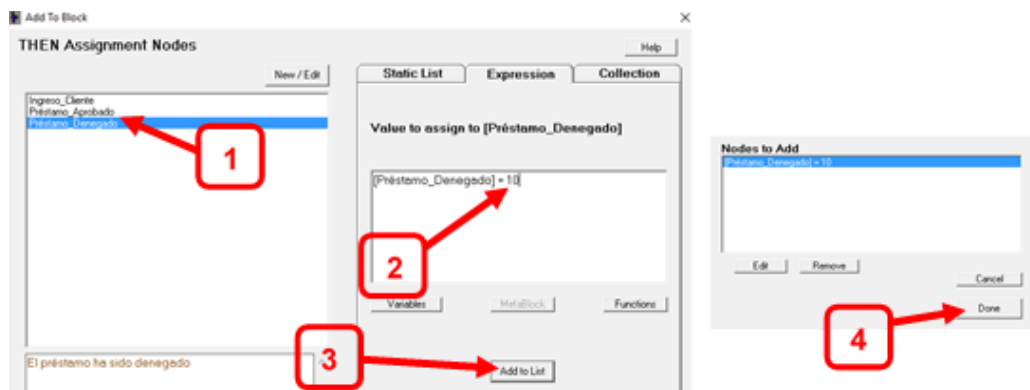 Add To Block
THEN Assignment Nodes
Help
New / Edit
Static List
Expression
Collection
Ingreso_Cliente
Préstamo_Aprobado
Préstamo_Denegado
1
Value to assign to [Préstamo_Denegado]
[Préstamo_Denegado] = 10
2
Variables
MetaBlock
Functions
El préstamo ha sido denegado
3
Add to List
Nodes to Add
[Préstamo_Denegado] = 10
Edit
Remove
Cancel
Done
4